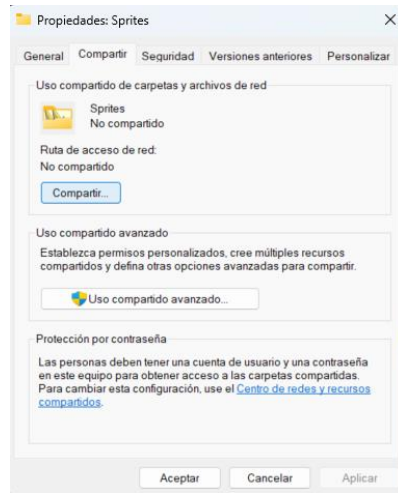 Propiedades: Sprites
General Compartir Seguridad Versiones anteriores Personalizar
Uso compartido de carpetas y archivos de red
Sprites
No compartido
Ruta de acceso de red:
No compartido
Compartir...
Uso compartido avanzado
Establezca permisos personalizados, cree múltiples recursos
compartidos y defina otras opciones avanzadas para compartir.
Uso compartido avanzado...
Protección por contraseña
Las personas deben tener una cuenta de usuario y una contraseña
en este equipo para obtener acceso a las carpetas compartidas.
Para cambiar esta configuración, use el Centro de redes y recursos
compartidos.
Aceptar Cancelar Aplicar